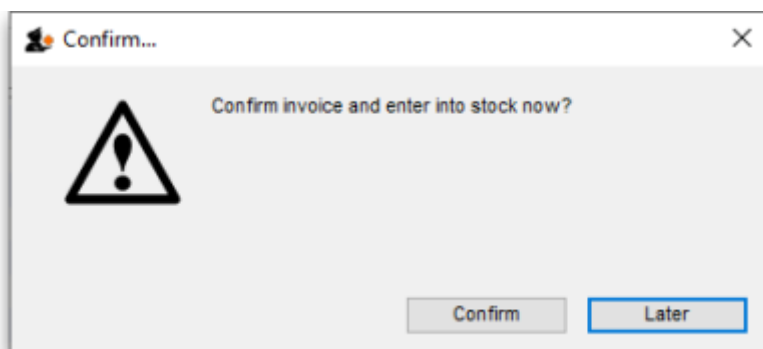 Confirm...
Confirm invoice and enter into stock now?
Confirm
Later